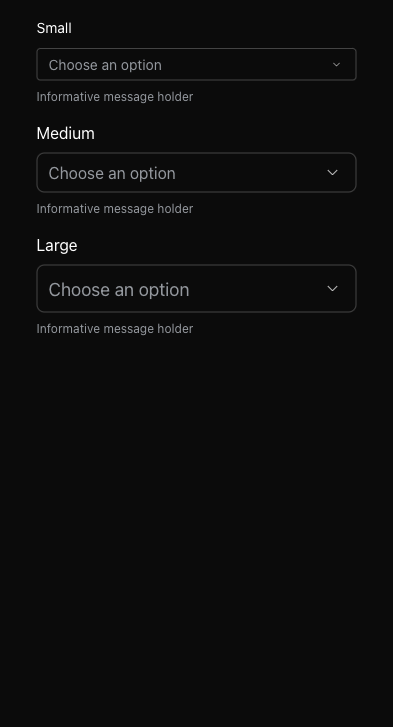 Small
Choose an option
Informative message holder
Medium
Choose an option
Informative message holder
Large
Choose an option
Informative message holder